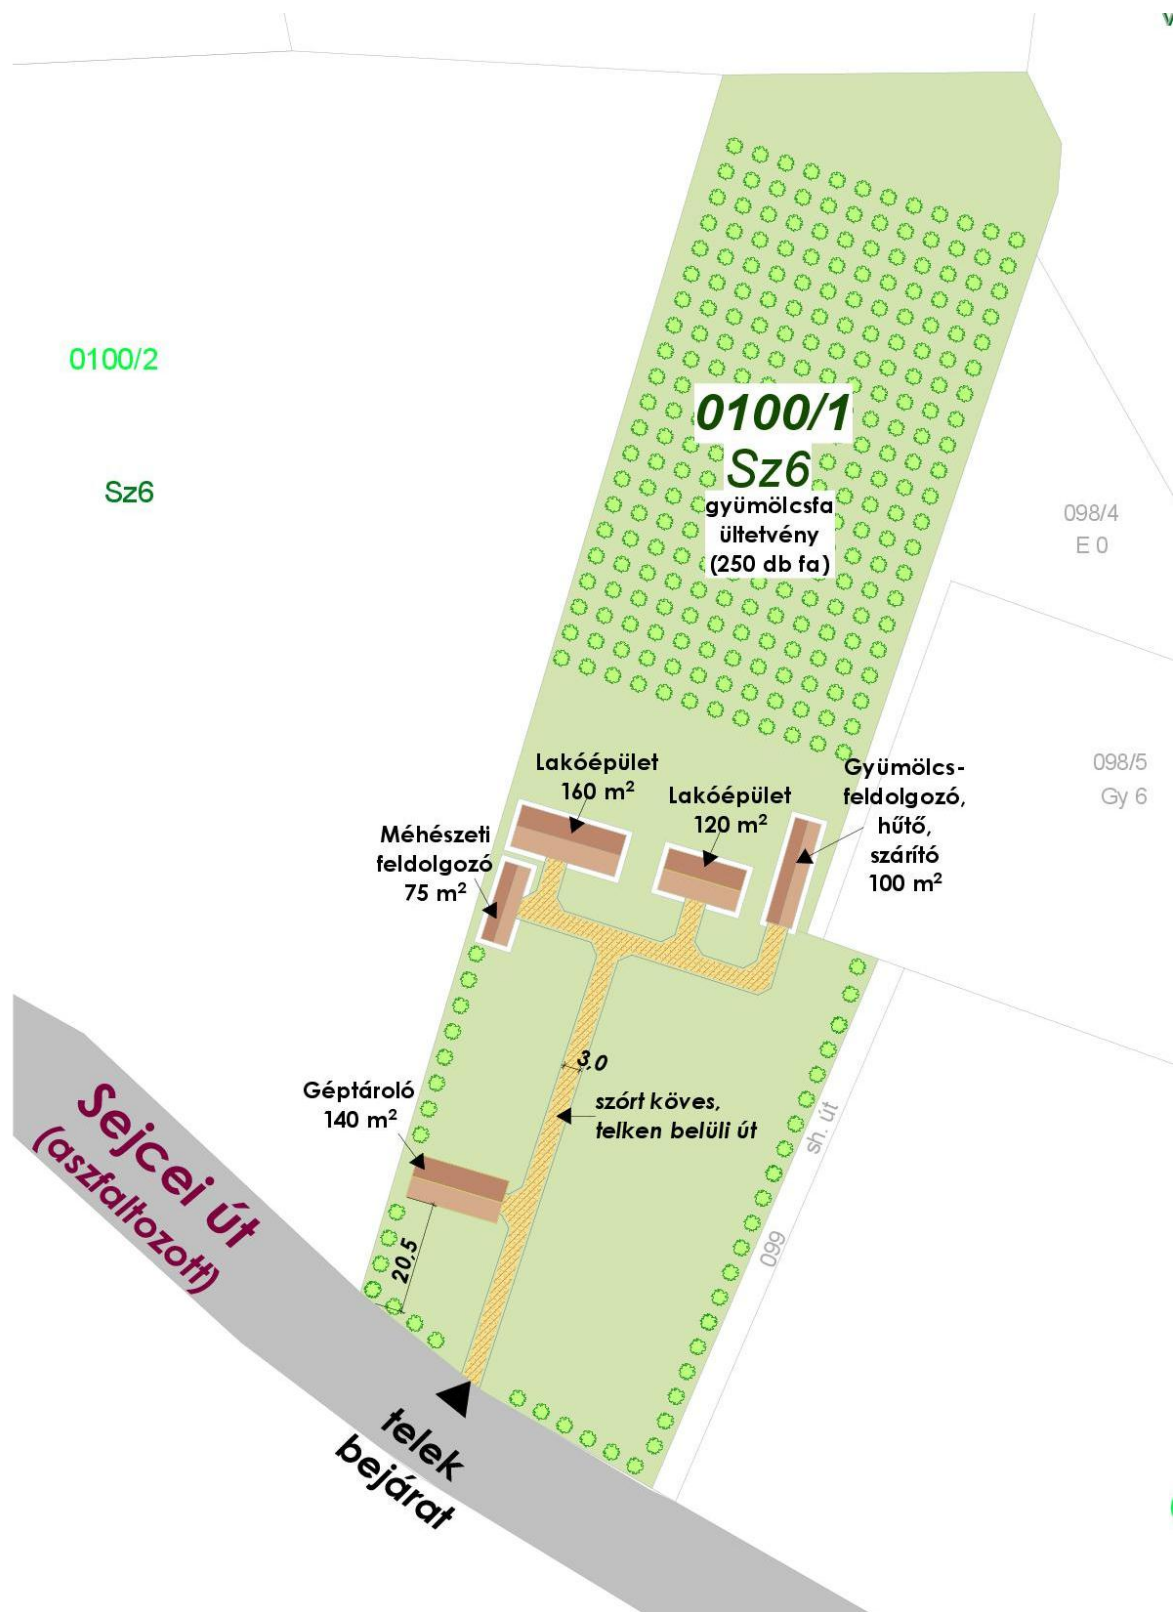 0100/2
Sz6
0100/1
Sz6
gyümölcsfa
ültetvény
(250 db fa)
098/4
E 0
098/5
Gy 6
Lakóépület
160 m²
Lakóépület
120 m²
Gyümölcs-
feldolgozó,
hűtő,
szárító
100 m²
Méhészeti
feldolgozó
75 m²
3,0
szórt köves,
telken belüli út
Géptároló
140 m²
20,5
sh. út
099
Sejcei út
(aszfaltozott)
telek
bejárat